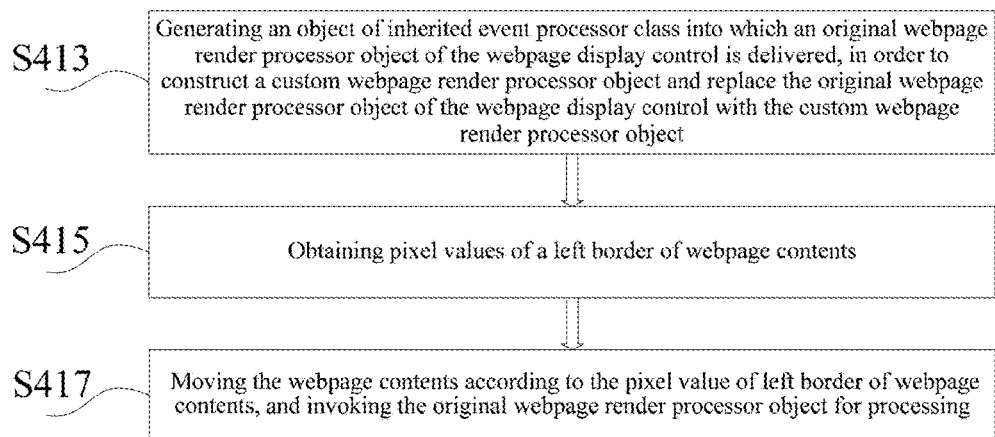 S413
Generating an object of inherited event processor class into which an original webpage
render processor object of the webpage display control is delivered, in order to
construct a custom webpage render processor object and replace the original webpage
render processor object of the webpage display control with the custom webpage
render processor object
S415
Obtaining pixel values of a left border of webpage contents
S417
Moving the webpage contents according to the pixel value of left border of webpage
contents, and invoking the original webpage render processor object for processing